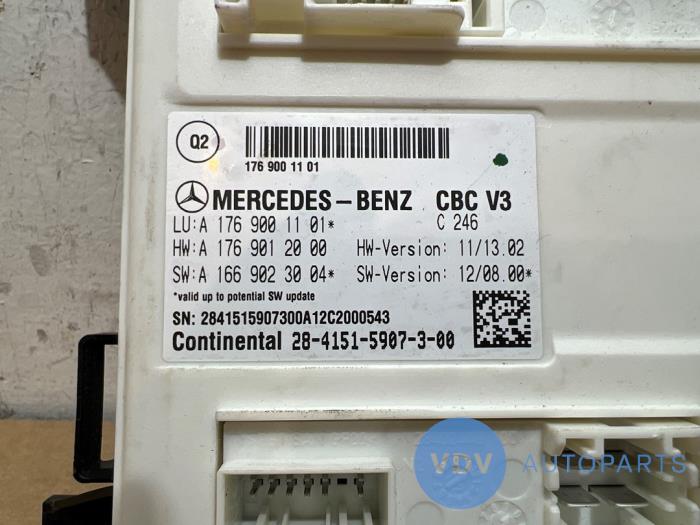 Q2
176 900 11 01
MERCEDES-BENZ CBC V3
LU:A 176 900 11 01* C 246
HW:A 176 901 20 00 HW-Version: 11/13.02
SW:A 166 902 30 04* SW-Version: 12/08.00*
*valid up to potential SW update
SN: 2841515907300A12C2000543
Continental 28-4151-5907-3-00
VDV AUTOPARTS